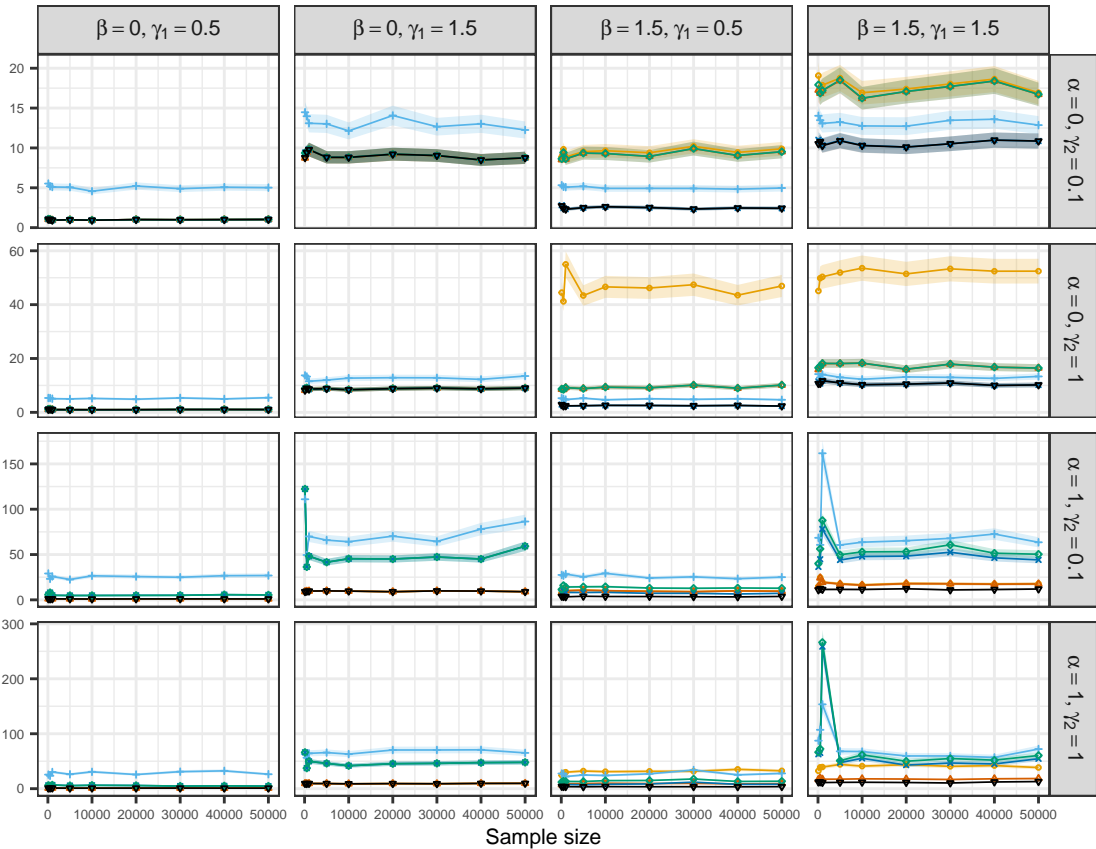 β = 0, γ₁ = 0.5
β = 0, γ₁ = 1.5
β = 1.5, γ₁ = 0.5
β = 1.5, γ₁ = 1.5
20
15
10
5
0
α = 0, γ₂ = 0.1
60
40
20
0
α = 0, γ₂ = 1
150
100
50
0
α = 1, γ₂ = 0.1
300
200
100
0
α = 1, γ₂ = 1
0 10000 20000 30000 40000 50000 0 10000 20000 30000 40000 50000 0 10000 20000 30000 40000 50000 0 10000 20000 30000 40000 50000
Sample size